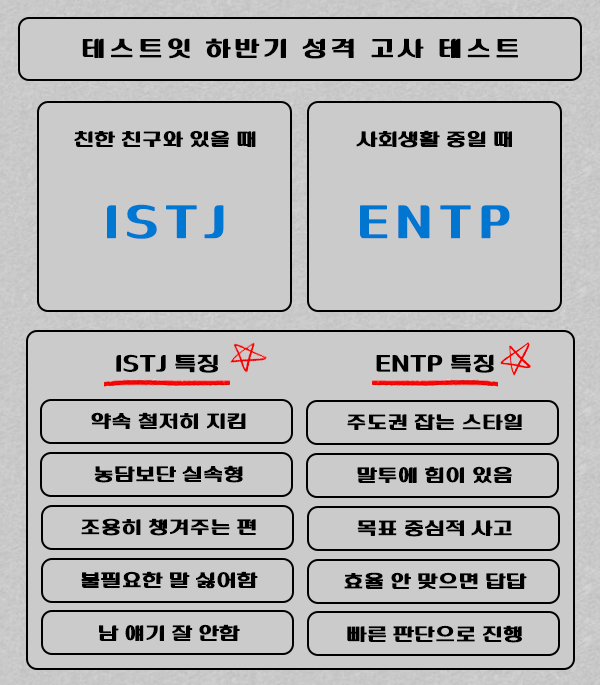 테스트잇 하반기 성격 고사 테스트
친한 친구와 있을 때
사회생활 중일 때
ISTJ
ENTP
ISTJ 특징
ENTP 특징
약속 철저히 지킴
주도권 잡는 스타일
농담보단 실속형
말투에 힘이 있음
조용히 챙겨주는 편
목표 중심적 사고
불필요한 말 싫어함
효율 안 맞으면 답답
남 얘기 잘 안함
빠른 판단으로 진행